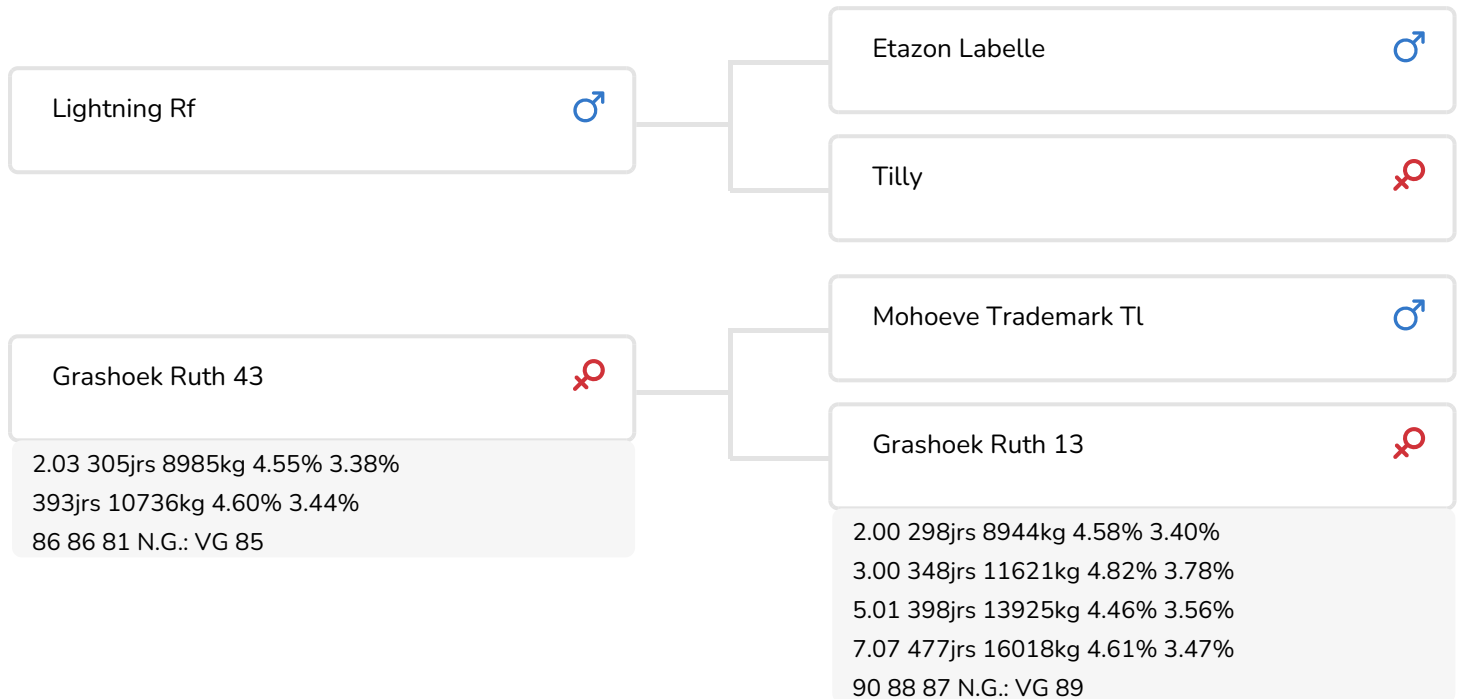 Etazon Labelle
Lightning Rf
Tilly
Mohoeve Trademark Tl
Grashoek Ruth 43
Grashoek Ruth 13
2.03 305jrs 8985kg 4.55% 3.38%
393jrs 10736kg 4.60% 3.44%
86 86 81 N.G.: VG 85
2.00 298jrs 8944kg 4.58% 3.40%
3.00 348jrs 11621kg 4.82% 3.78%
5.01 398jrs 13925kg 4.46% 3.56%
7.07 477jrs 16018kg 4.61% 3.47%
90 88 87 N.G.: VG 89